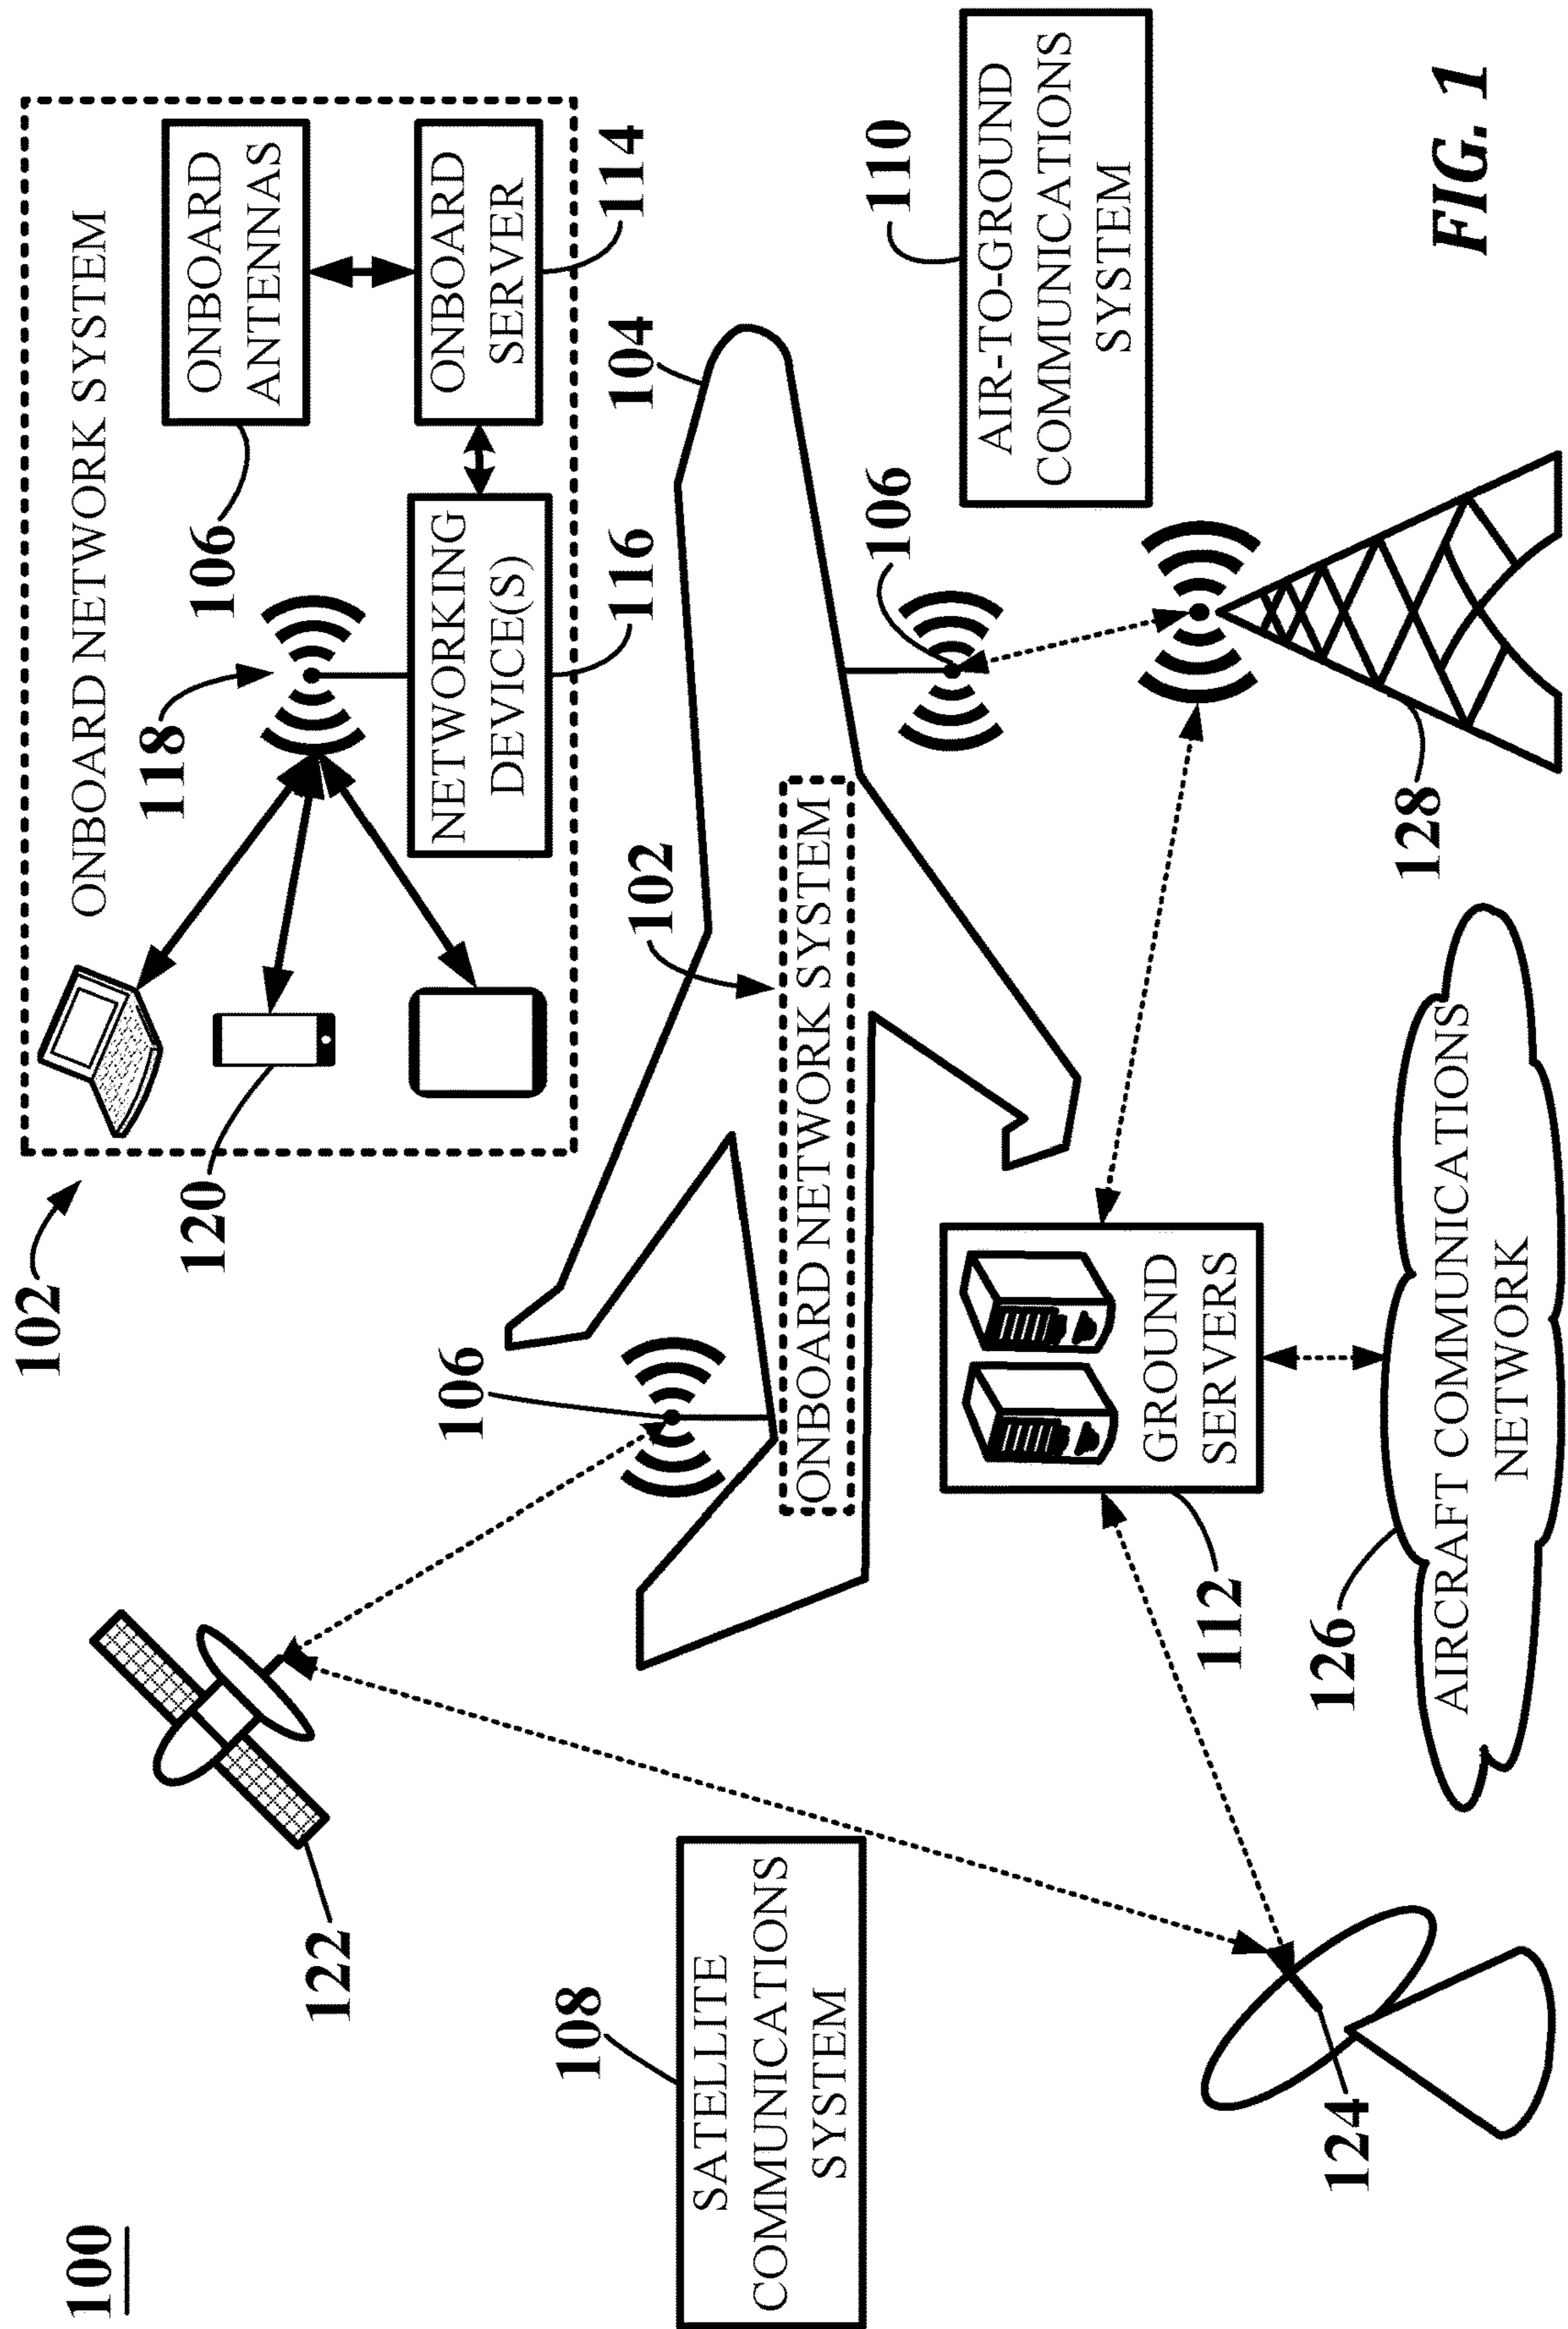 100
102
ONBOARD NETWORK SYSTEM
118
106
ONBOARD
ANTENNAS
120
NETWORKING
DEVICE(S)
ONBOARD
SERVER
116
114
122
106
102
104
ONBOARD NETWORK SYSTEM
108
SATELLITE
COMMUNICATIONS
SYSTEM
106
110
AIR-TO-GROUND
COMMUNICATIONS
SYSTEM
GROUND
SERVERS
112
124
126
AIRCRAFT COMMUNICATIONS
NETWORK
128
FIG. 1